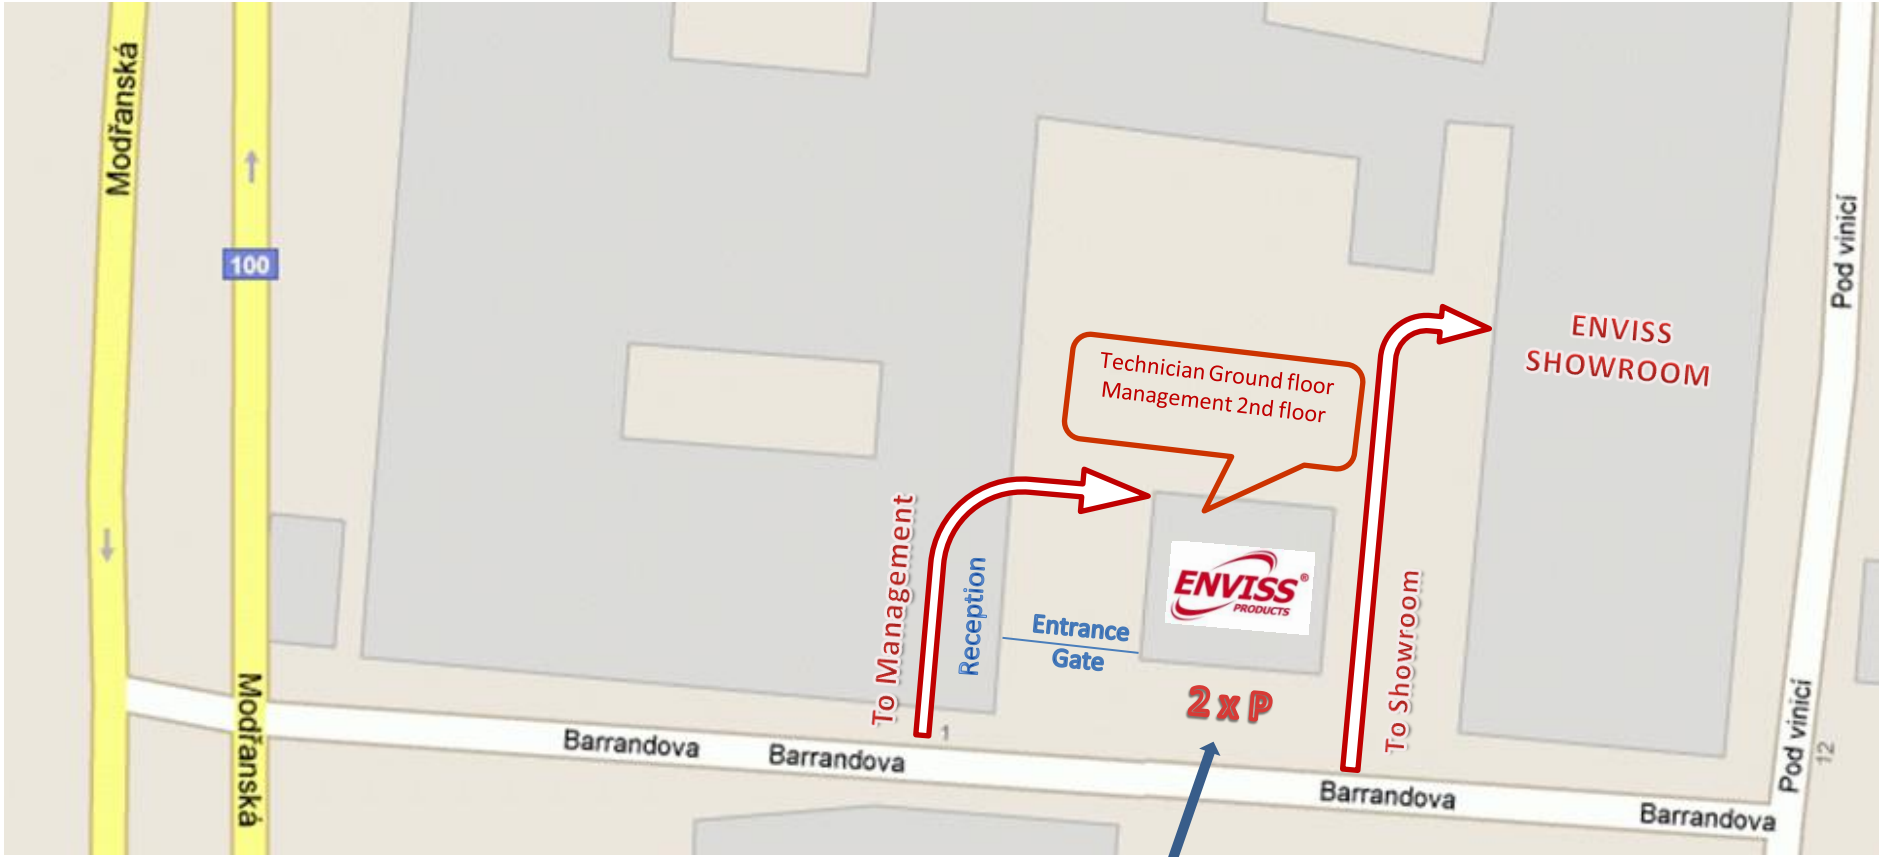 Modřanská
100
Modřanská
Barrandova
Barrandova
Barrandova
Barrandova
Pod vinicí
Pod vinicí
12
1
To Management
Reception
Entrance
Gate
Technician Ground floor
Management 2nd floor
ENVISS®
PRODUCTS
2 x P
To Showroom
ENVISS
SHOWROOM